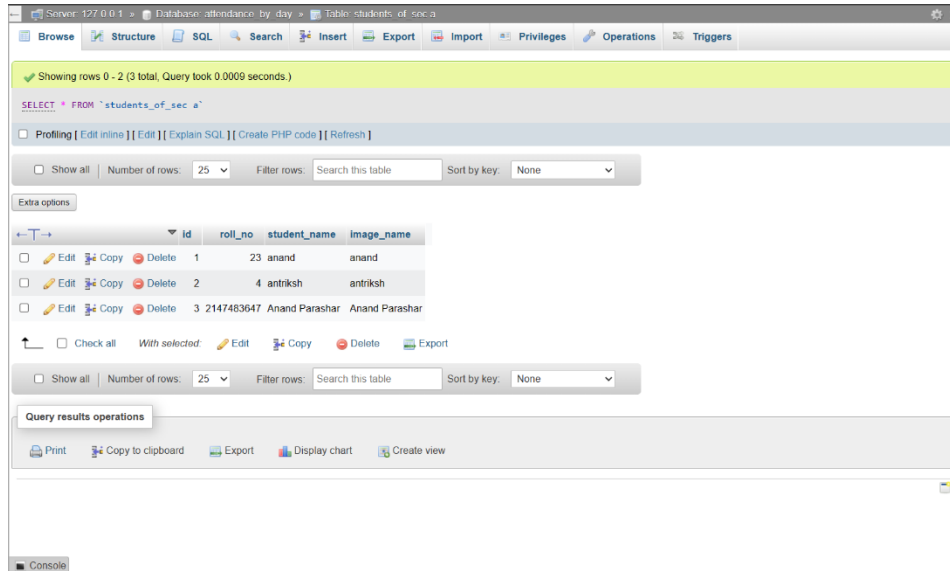 Server: 127.0.0.1 » Database: attendance_by_day » Table: students_of_sec a
Browse Structure SQL Search Insert Export Import Privileges Operations Triggers
Showing rows 0 - 2 (3 total, Query took 0.0009 seconds.)
SELECT * FROM `students_of_sec a`
Profiling [ Edit inline ] [ Edit ] [ Explain SQL ] [ Create PHP code ] [ Refresh ]
Show all | Number of rows: 25 Filter rows: Search this table Sort by key: None
Extra options
←T→ id roll_no student_name image_name
Edit Copy Delete 1 23 anand anand
Edit Copy Delete 2 4 antriksh antriksh
Edit Copy Delete 3 2147483647 Anand Parashar Anand Parashar
Check all With selected: Edit Copy Delete Export
Show all | Number of rows: 25 Filter rows: Search this table Sort by key: None
Query results operations
Print Copy to clipboard Export Display chart Create view
Console